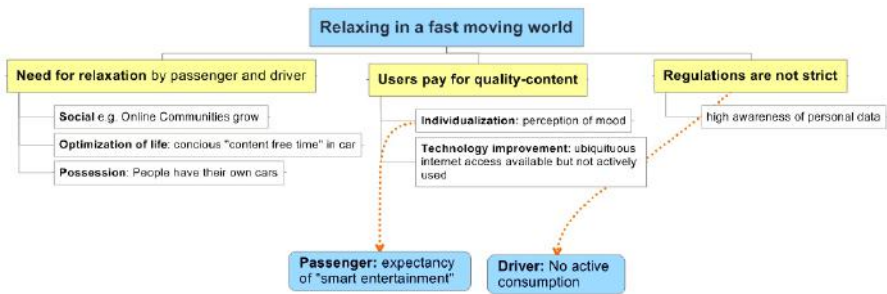 Relaxing in a fast moving world
Need for relaxation by passenger and driver
Users pay for quality-content
Regulations are not strict
Social e.g. Online Communities grow
Optimization of life: concious "content free time" in car
Possession: People have their own cars
Individualization: perception of mood
Technology improvement: ubiquituous
internet access available but not actively
used
high awareness of personal data
Passenger: expectancy
of "smart entertainment"
Driver: No active
consumption